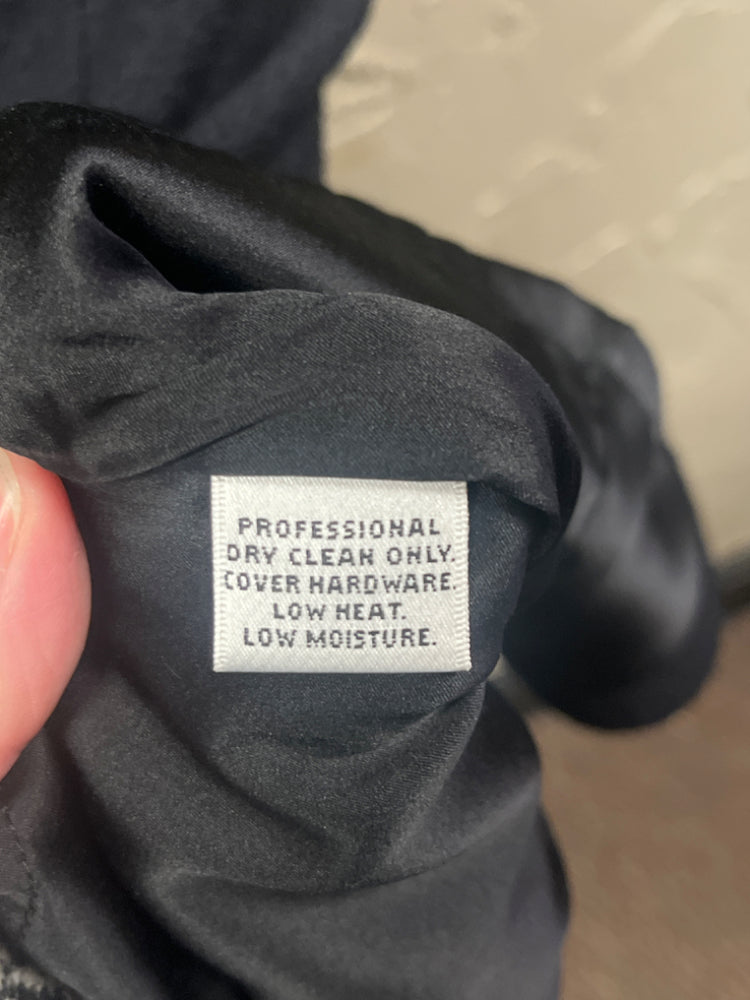 PROFESSIONAL
DRY CLEAN ONLY.
COVER HARDWARE.
LOW HEAT.
LOW MOISTURE.